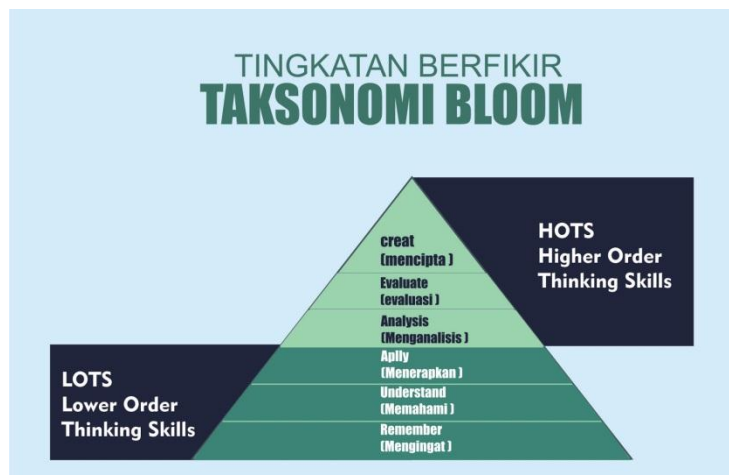 TINGKATAN BERFIKIR
TAKSONOMI BLOOM
creat
(mencipta )
Evaluate
(evaluasi )
Analysis
(Menganalisis )
Aplly
(Menerapkan )
Understand
(Memahami )
Remember
(Mengingat )
HOTS
Higher Order
Thinking Skills
LOTS
Lower Order
Thinking Skills